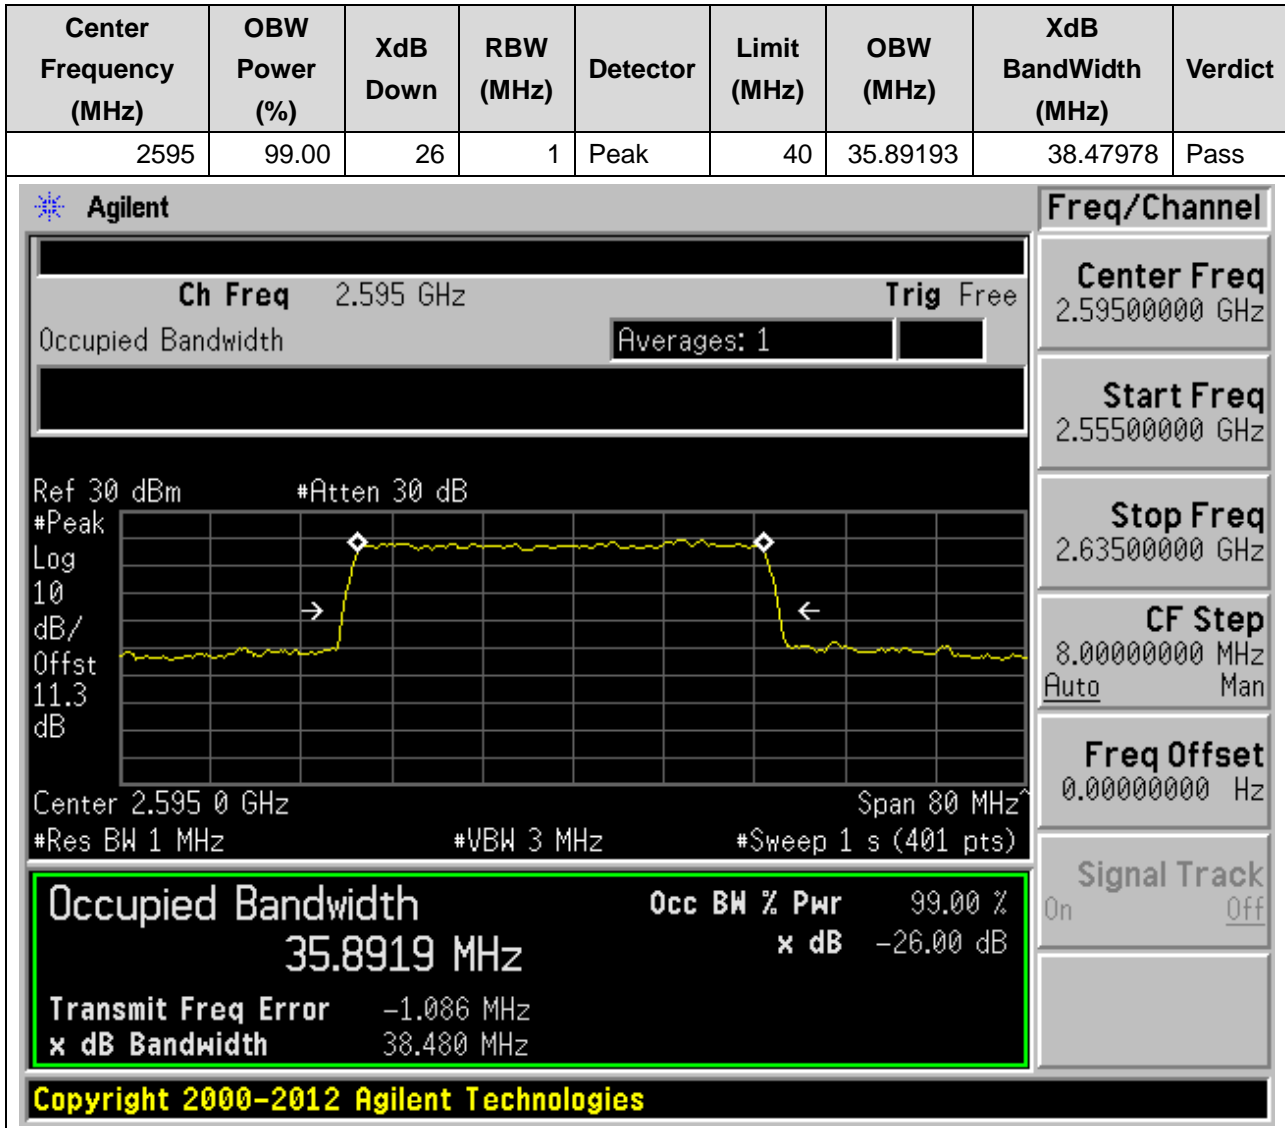 Center Frequency (MHz) OBW Power (%) XdB Down RBW (MHz) Detector Limit (MHz) OBW (MHz) XdB BandWidth (MHz) Verdict
2595 99.00 26 1 Peak 40 35.89193 38.47978 Pass
Agilent
Ch Freq 2.595 GHz Trig Free
Occupied Bandwidth Averages: 1
Ref 30 dBm #Atten 30 dB
#Peak
Log
10
dB/
Offst
11.3
dB
Center 2.595 0 GHz Span 80 MHz^
#Res BW 1 MHz #VBW 3 MHz #Sweep 1 s (401 pts)
Occupied Bandwidth Occ BW % Pwr 99.00 %
35.8919 MHz x dB -26.00 dB
Transmit Freq Error -1.086 MHz
x dB Bandwidth 38.480 MHz
Copyright 2000-2012 Agilent Technologies
Freq/Channel
Center Freq
2.59500000 GHz
Start Freq
2.55500000 GHz
Stop Freq
2.63500000 GHz
CF Step
8.00000000 MHz
Auto Man
Freq Offset
0.00000000 Hz
Signal Track
On Off